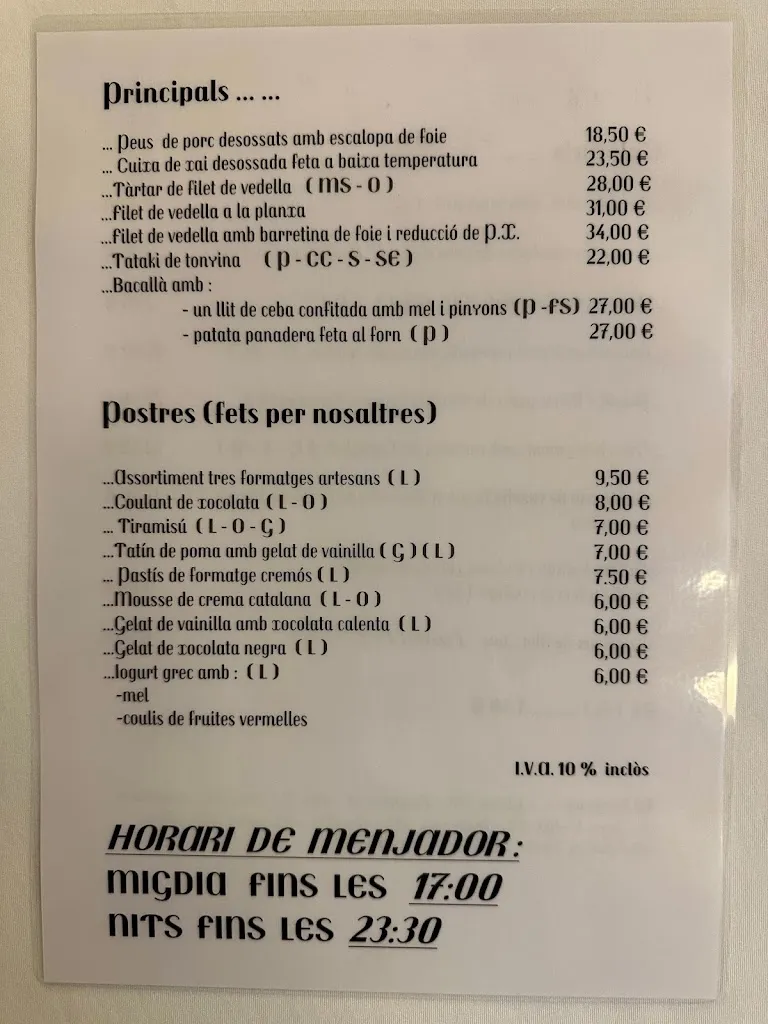 Principals ... ...
... Peus de porc desossats amb escalopa de foie 18,50 €
... Cuixa de xai desossada feta a baixa temperatura 23,50 €
...Tàrtar de filet de vedella ( MS - O ) 28,00 €
...filet de vedella a la planxa 31,00 €
...filet de vedella amb barretina de foie i reducció de P.X. 34,00 €
...Tataki de tonyina ( P - CC - S - SE ) 22,00 €
...Bacallà amb :
- un llit de ceba confitada amb mel i pinyons (P -FS) 27,00 €
- patata panadera feta al forn ( P ) 27,00 €
Postres (fets per nosaltres)
...Assortiment tres formatges artesans ( L ) 9,50 €
...Coulant de xocolata ( L - O ) 8,00 €
... Tiramisú ( L - O - G ) 7,00 €
...Tatín de poma amb gelat de vainilla ( G ) ( L ) 7,00 €
... Pastís de formatge cremós ( L ) 7.50 €
...Mousse de crema catalana ( L - O ) 6,00 €
...Gelat de vainilla amb xocolata calenta ( L ) 6,00 €
...Gelat de xocolata negra ( L ) 6,00 €
...Iogurt grec amb : ( L ) 6,00 €
-mel
-coulis de fruites vermelles
I.V.A. 10 % inclòs
HORARI DE MENJADOR:
MIGDIA FINS LES 17:00
NITS FINS LES 23:30